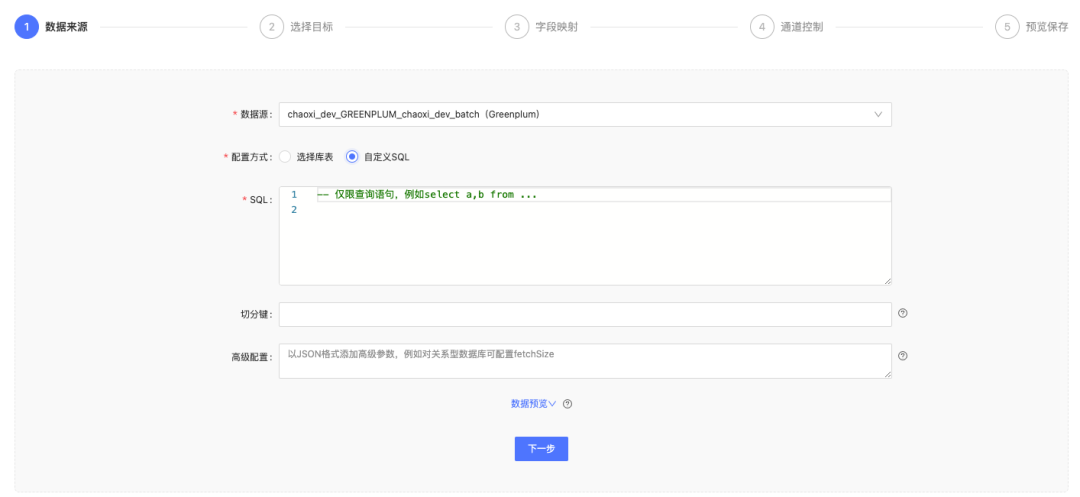 1 数据来源 2 选择目标 3 字段映射 4 通道控制 5 预览保存
* 数据源: chaoxi_dev_GREENPLUM_chaoxi_dev_batch (Greenplum)
* 配置方式: 选择库表 自定义SQL
* SQL: 1 -- 仅限查询语句, 例如select a,b from ...
2
切分键:
高级配置: 以JSON格式添加高级参数, 例如对关系型数据库可配置fetchSize
数据预览
下一步